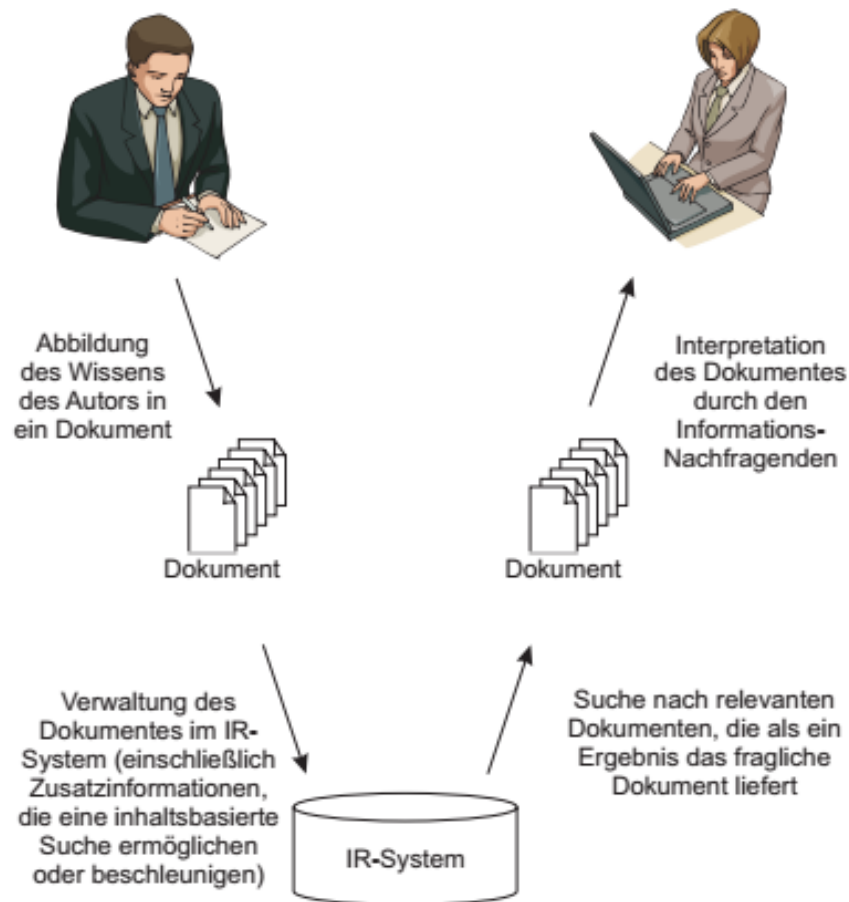 Abbildung
des Wissens
des Autors in
ein Dokument
Interpretation
des Dokumentes
durch den
Informations-
Nachfragenden
Dokument
Dokument
Verwaltung des
Dokumentes im IR-
System (einschließlich
Zusatzinformationen,
die eine inhaltsbasierte
Suche ermöglichen
oder beschleunigen)
Suche nach relevanten
Dokumenten, die als ein
Ergebnis das fragliche
Dokument liefert
IR-System